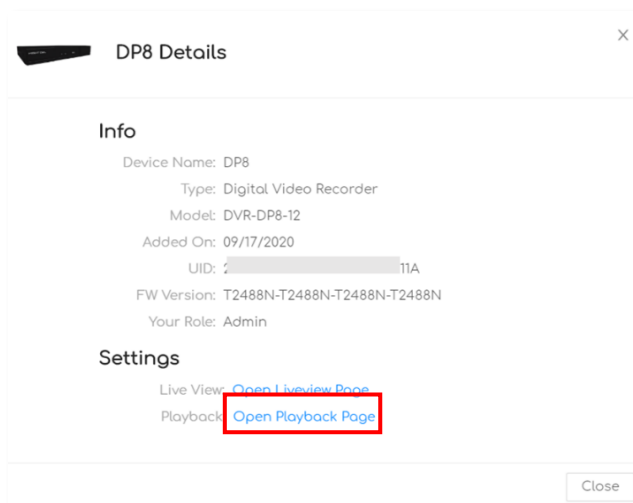 X
DP8 Details
Info
Device Name: DP8
Type: Digital Video Recorder
Model: DVR-DP8-12
Added On: 09/17/2020
UID: 11A
FW Version: T2488N-T2488N-T2488N-T2488N
Your Role: Admin
Settings
Live View: Open Liveview Page
Playback Open Playback Page
Close